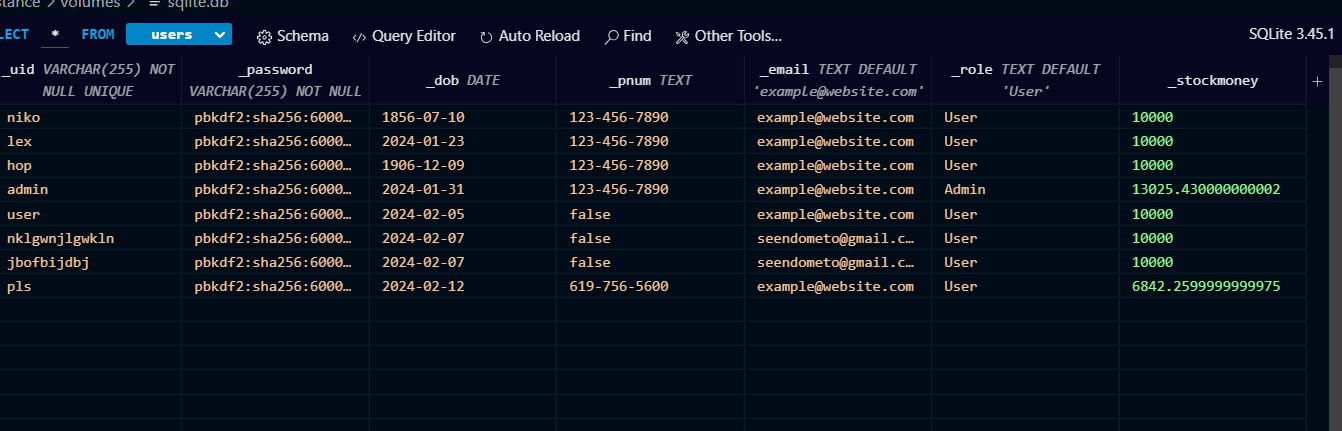 stance > volumes > sqlite.db
LECT * FROM users Schema Query Editor Auto Reload Find Other Tools... SQLite 3.45.1
_uid VARCHAR(255) NOT NULL UNIQUE _password VARCHAR(255) NOT NULL _dob DATE _pnum TEXT _email TEXT DEFAULT 'example@website.com' _role TEXT DEFAULT 'User' _stockmoney +
niko pbkdf2:sha256:6000… 1856-07-10 123-456-7890 example@website.com User 10000
lex pbkdf2:sha256:6000… 2024-01-23 123-456-7890 example@website.com User 10000
hop pbkdf2:sha256:6000… 1906-12-09 123-456-7890 example@website.com User 10000
admin pbkdf2:sha256:6000… 2024-01-31 123-456-7890 example@website.com Admin 13025.430000000002
user pbkdf2:sha256:6000… 2024-02-05 false example@website.com User 10000
nklgwnjlgwkln pbkdf2:sha256:6000… 2024-02-07 false seendometo@gmail.c… User 10000
jbofbijdbj pbkdf2:sha256:6000… 2024-02-07 false seendometo@gmail.c… User 10000
pls pbkdf2:sha256:6000… 2024-02-12 619-756-5600 example@website.com User 6842.2599999999975